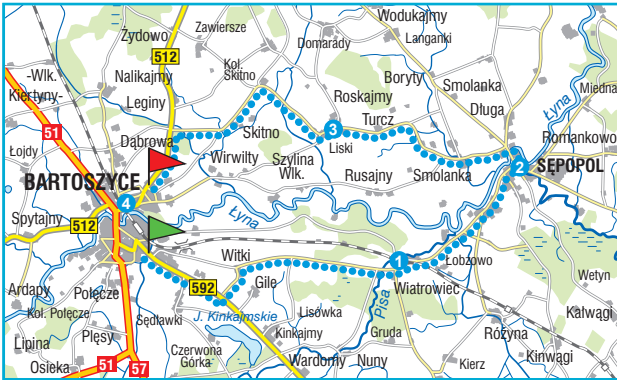 Zawiersze
Wodukajmy
Żydowo
Domarady
Langanki
512
Kol.
Skitno
-Wlk.
Nalikajmy
Boryty
Smolanka
Łyna
Miedna
Kiertyny-
Leginy
Roskajmy
Długa
51
Turcz
3
Skitno
Romankowo
Łojdy
Dąbrowa
Liski
Wirwilty
Szylina
Wlk.
2
SĘPOPOL
BARTOSZYCE
Rusajny
Smolanka
4
Spytajny
512
Łyna
Witki
1
Łobzowo
Wetyn
Ardapy
Połęcze
592
Gile
Wiatrowiec
Kol. Połęcze
Sędławki
J. Kinkajmskie
Lisówka
Pisa
Kałwągi
Lipina
Plęsy
Kinkajmy
Gruda
Różyna
Czerwona
Górka
Kinwągi
Osieka
51
57
Wardomy
Nuny
Kierz